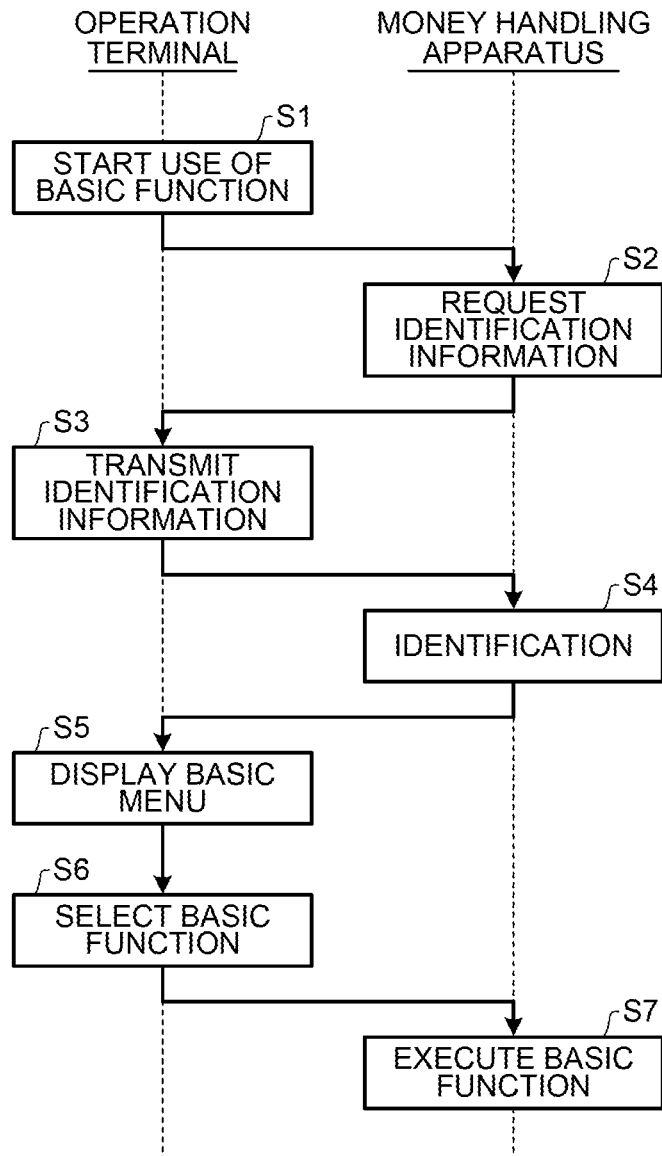 OPERATION
TERMINAL
MONEY HANDLING
APPARATUS
S1
START USE OF
BASIC FUNCTION
S2
REQUEST
IDENTIFICATION
INFORMATION
S3
TRANSMIT
IDENTIFICATION
INFORMATION
S4
IDENTIFICATION
S5
DISPLAY BASIC
MENU
S6
SELECT BASIC
FUNCTION
S7
EXECUTE BASIC
FUNCTION